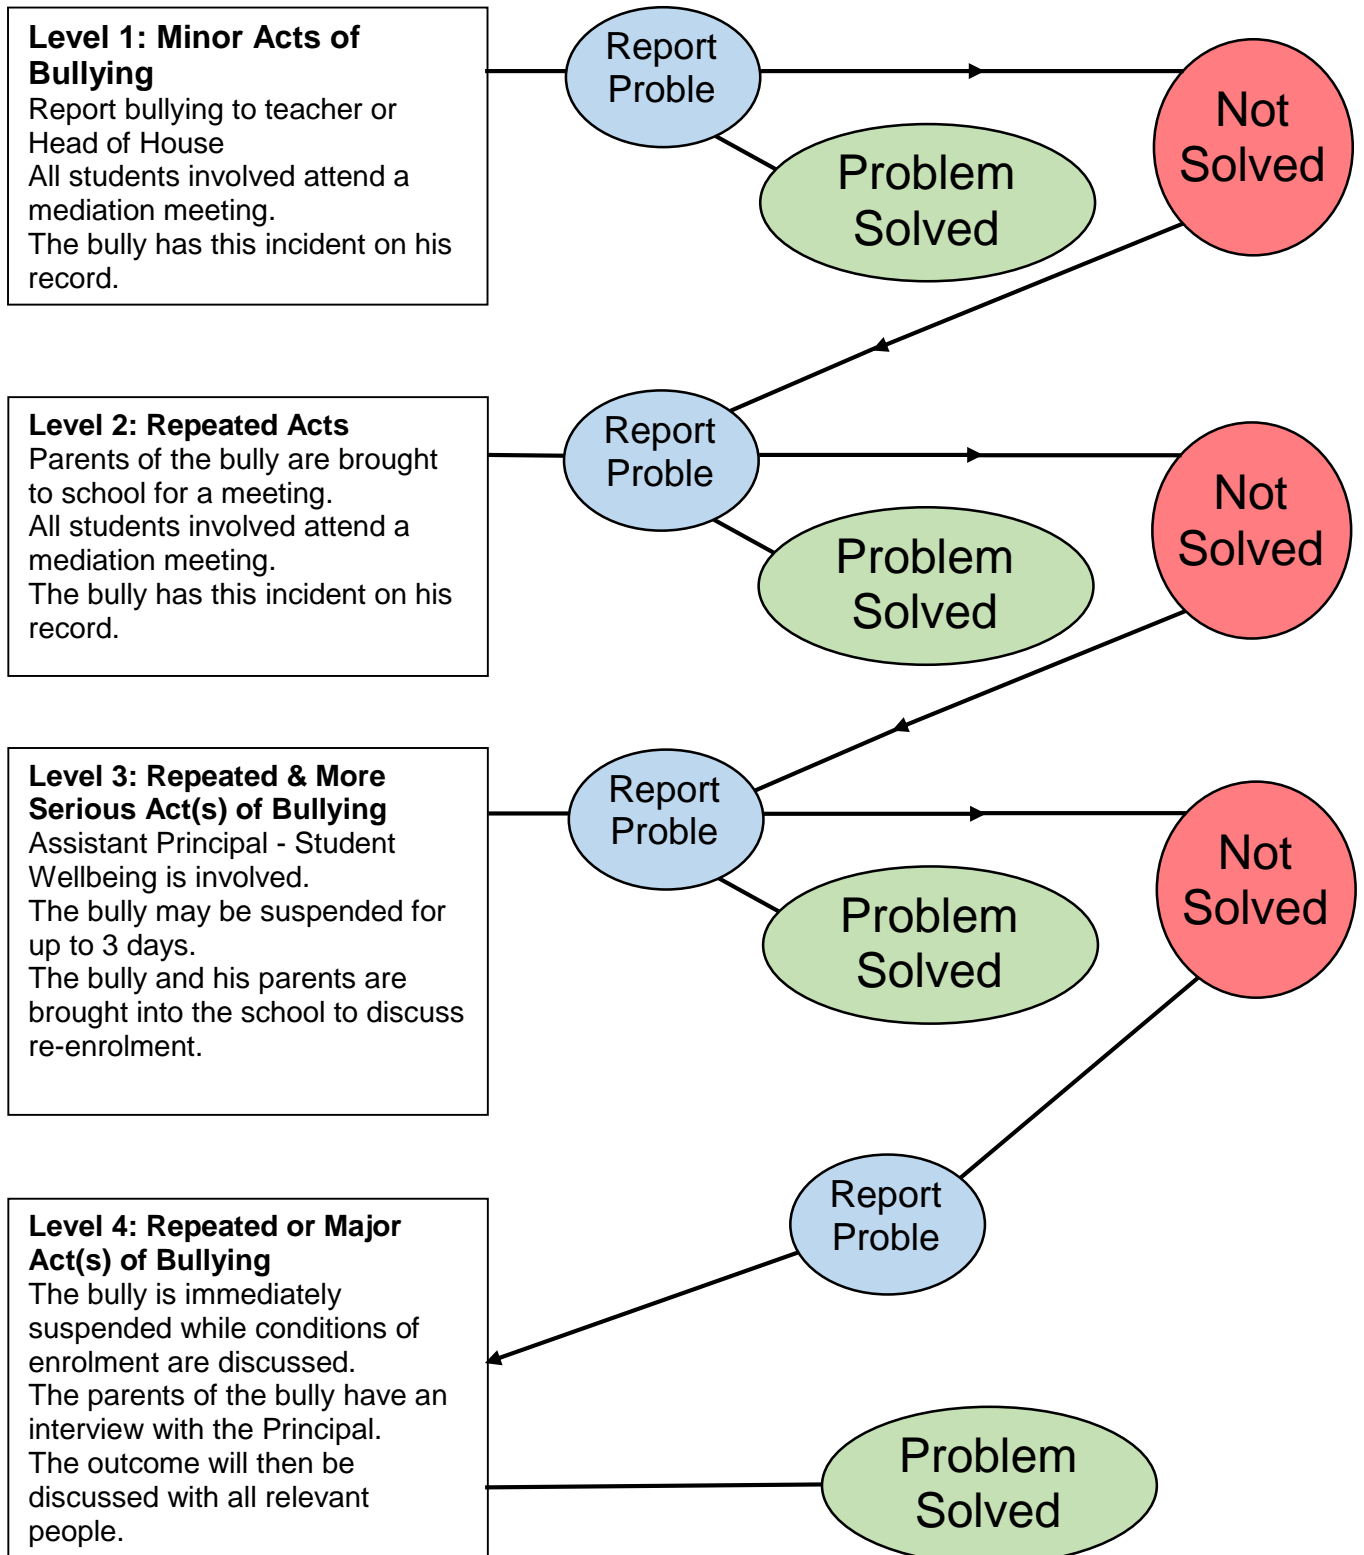 Level 1: Minor Acts of
Bullying
Report bullying to teacher or
Head of House
All students involved attend a
mediation meeting.
The bully has this incident on his
record.
Report
Proble
Problem
Solved
Not
Solved
Level 2: Repeated Acts
Parents of the bully are brought
to school for a meeting.
All students involved attend a
mediation meeting.
The bully has this incident on his
record.
Report
Proble
Problem
Solved
Not
Solved
Level 3: Repeated & More
Serious Act(s) of Bullying
Assistant Principal - Student
Wellbeing is involved.
The bully may be suspended for
up to 3 days.
The bully and his parents are
brought into the school to discuss
re-enrolment.
Report
Proble
Problem
Solved
Not
Solved
Report
Proble
Level 4: Repeated or Major
Act(s) of Bullying
The bully is immediately
suspended while conditions of
enrolment are discussed.
The parents of the bully have an
interview with the Principal.
The outcome will then be
discussed with all relevant
people.
Problem
Solved